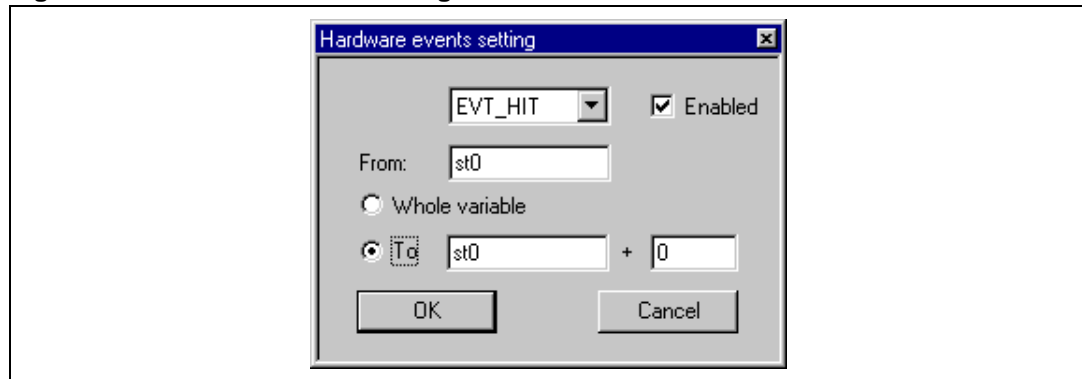 Hardware events setting
EVT_HIT Enabled
From: st0
Whole variable
To st0 + 0
OK Cancel